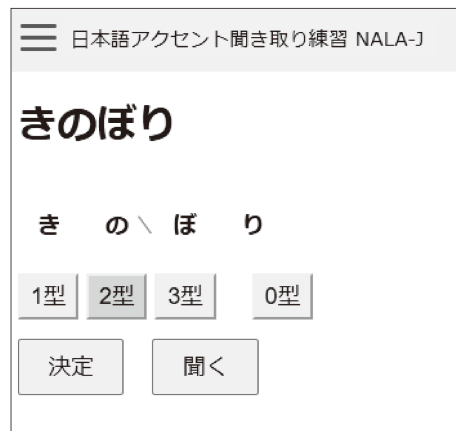 日本語アクセント聞き取り練習 NALA-J
きのぼり
き の \ ぼ り
1型 2型 3型 0型
決定 聞く